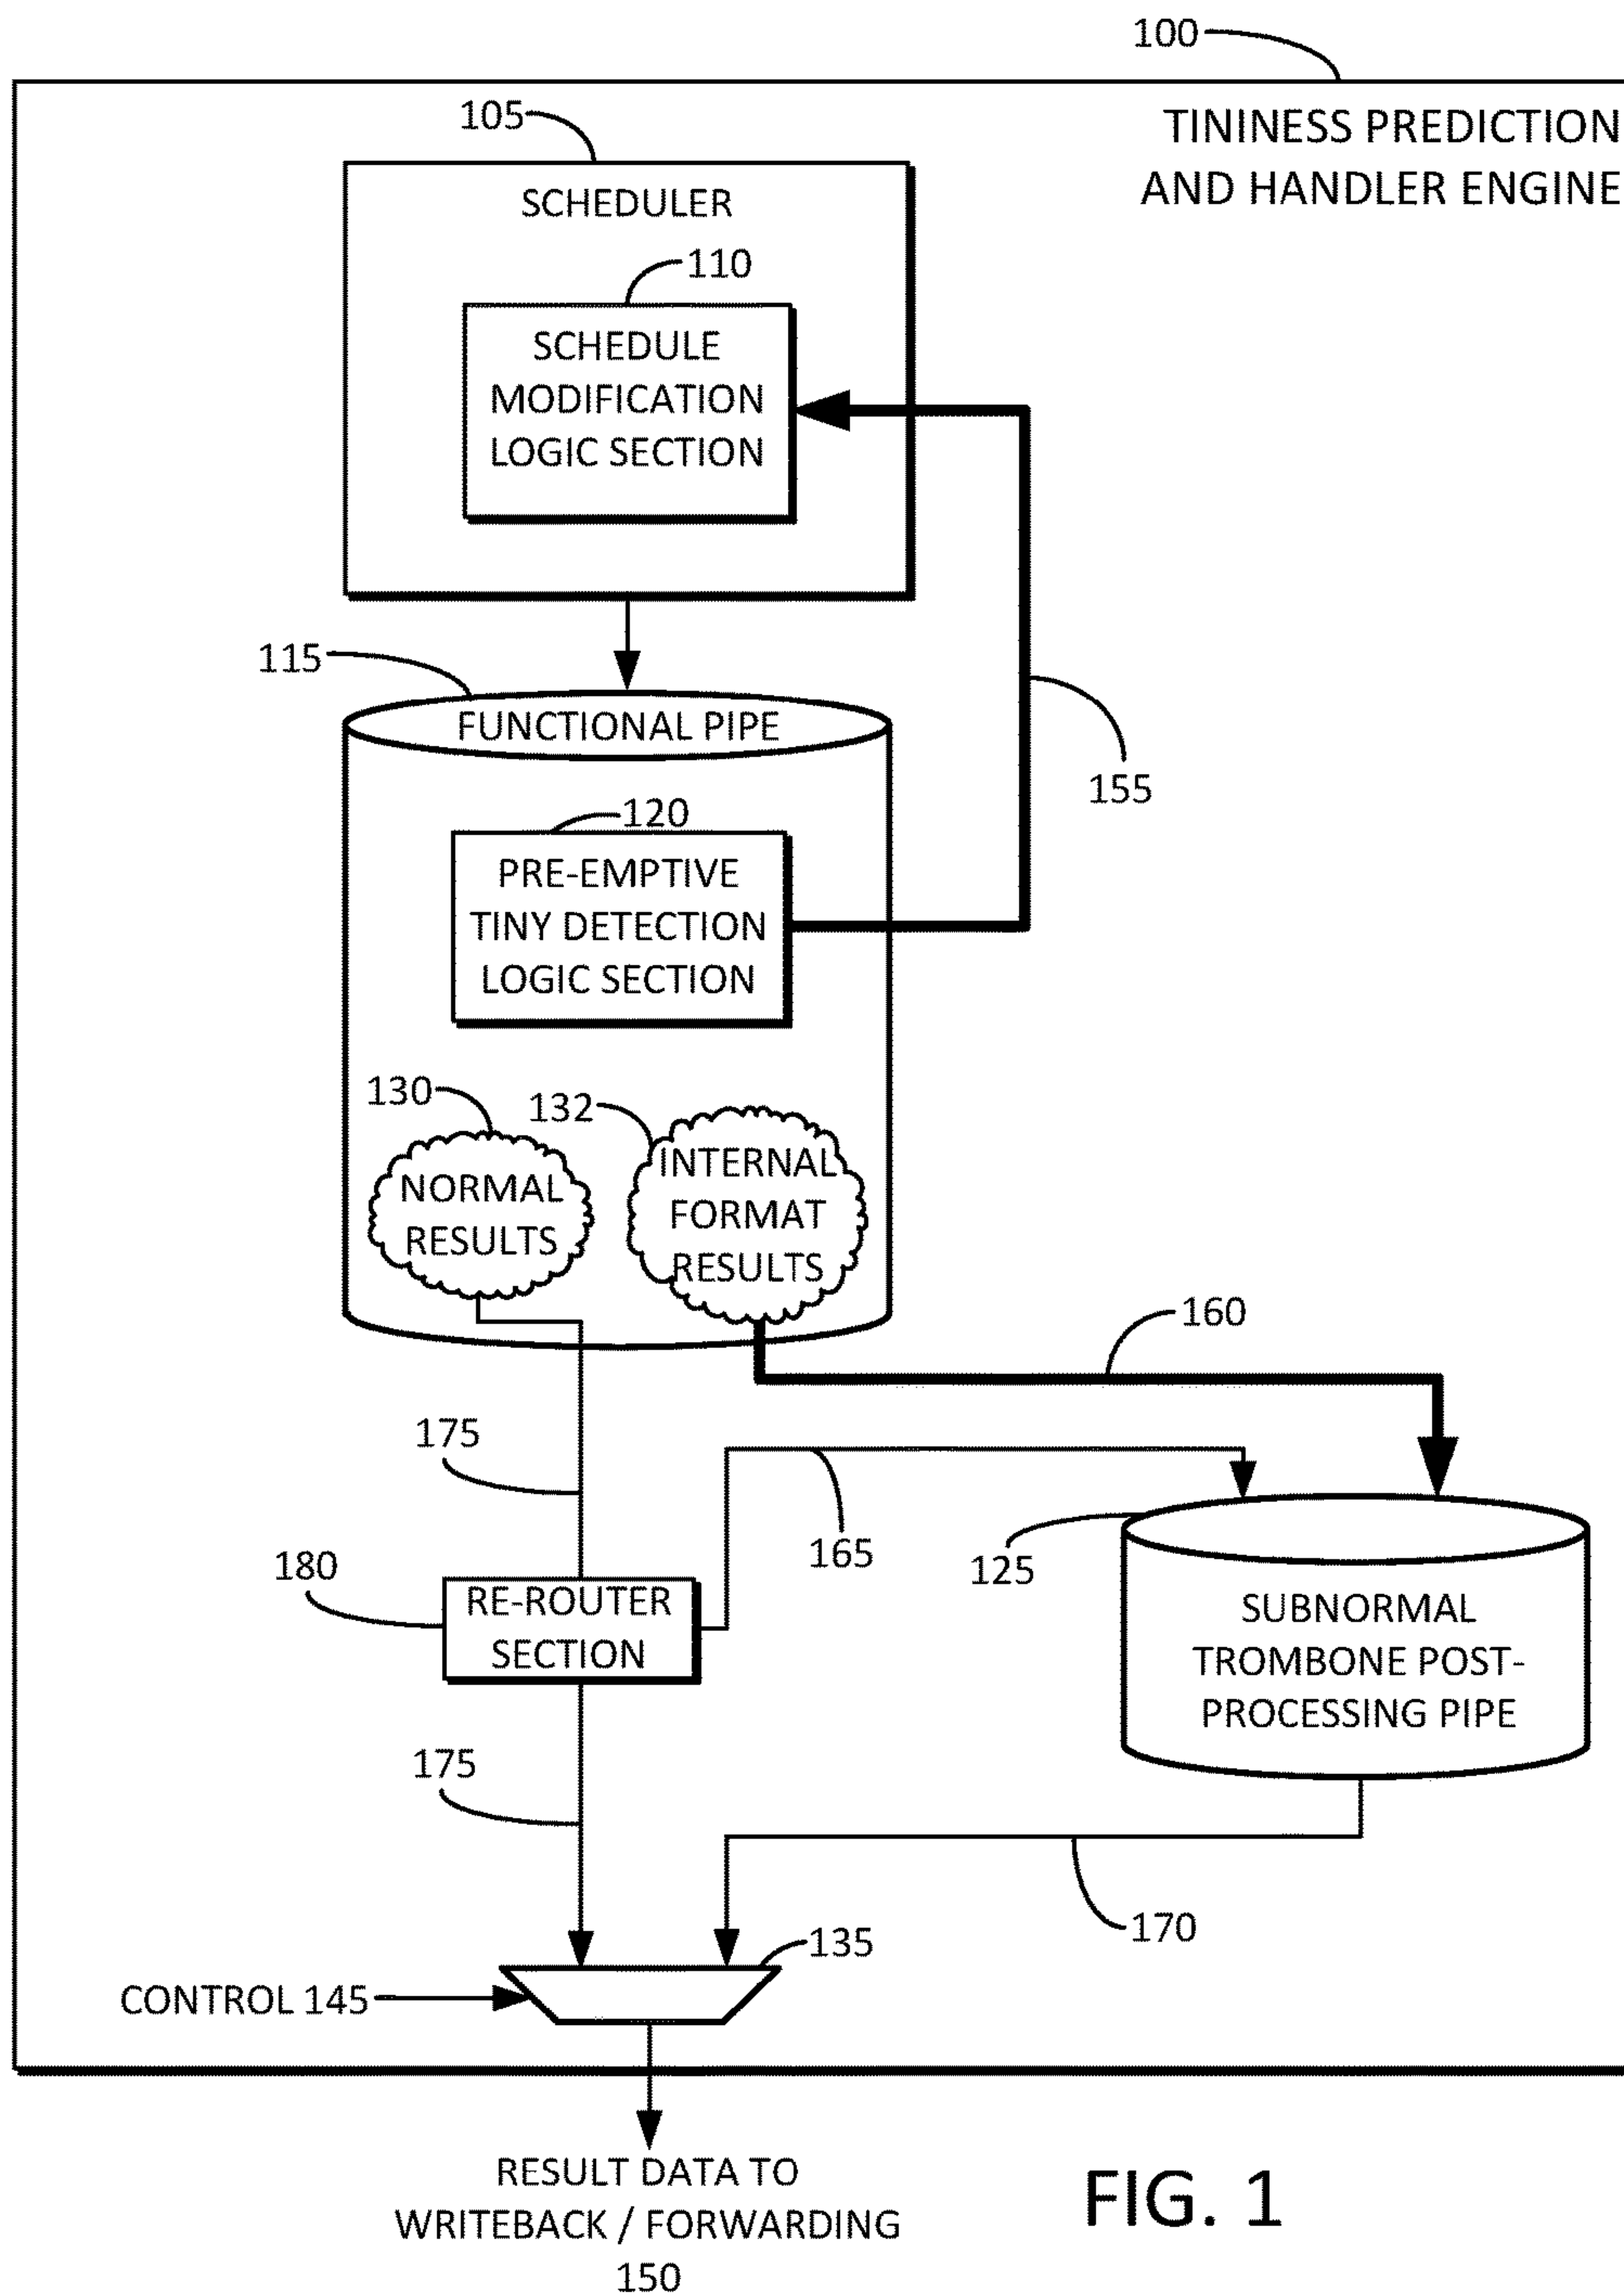 100
TININESS PREDICTION
AND HANDLER ENGINE
105
SCHEDULER
110
SCHEDULE
MODIFICATION
LOGIC SECTION
115
FUNCTIONAL PIPE
155
120
PRE-EMPTIVE
TINY DETECTION
LOGIC SECTION
130
NORMAL
RESULTS
132
INTERNAL
FORMAT
RESULTS
160
175
165
125
180
RE-ROUTER
SECTION
SUBNORMAL
TROMBONE POST-
PROCESSING PIPE
175
170
135
CONTROL 145
RESULT DATA TO
WRITEBACK / FORWARDING
150
FIG. 1